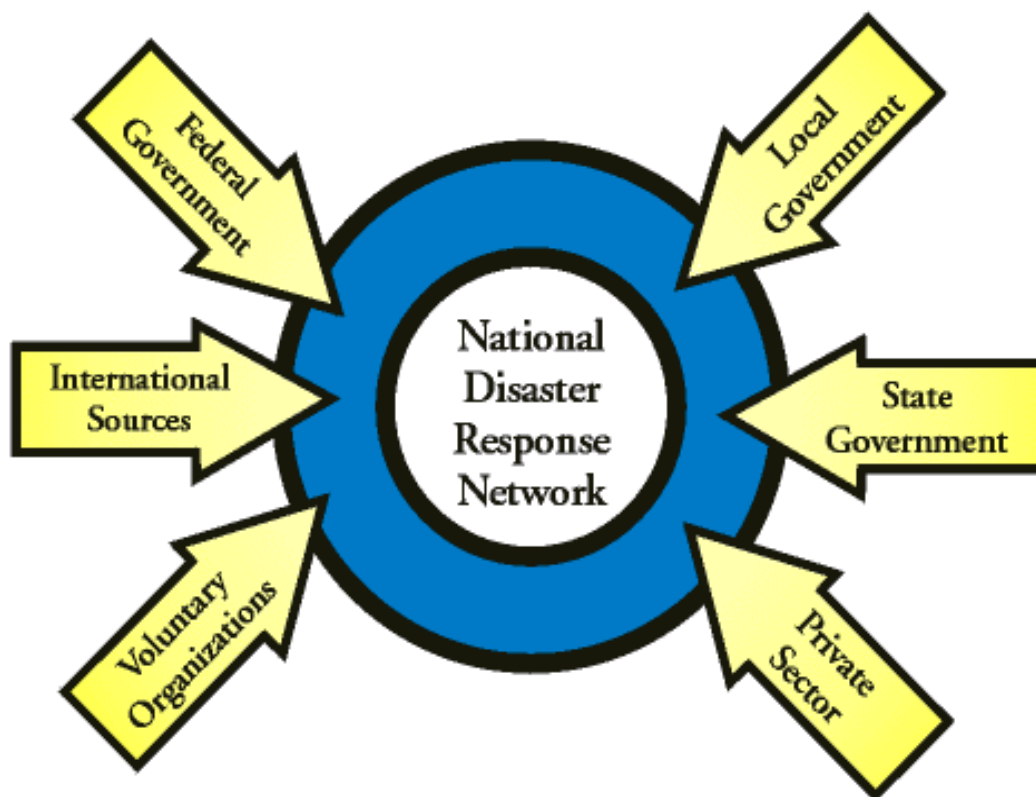 Federal
Government
Local
Government
International
Sources
National
Disaster
Response
Network
State
Government
Voluntary
Organizations
Private
Sector